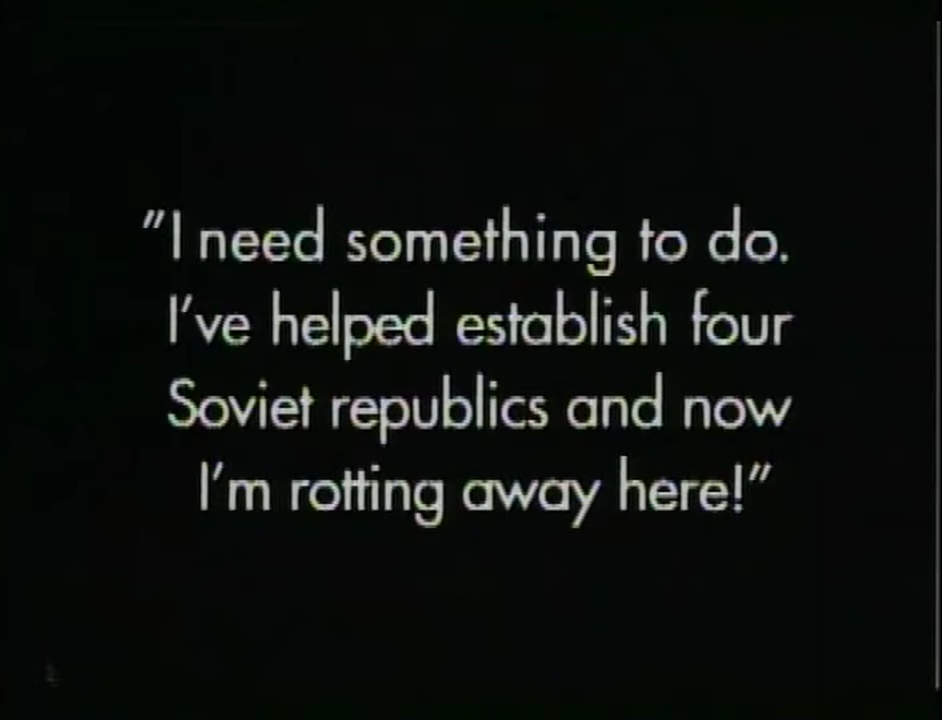 "I need something to do.
I've helped establish four
Soviet republics and now
I'm rotting away here!"